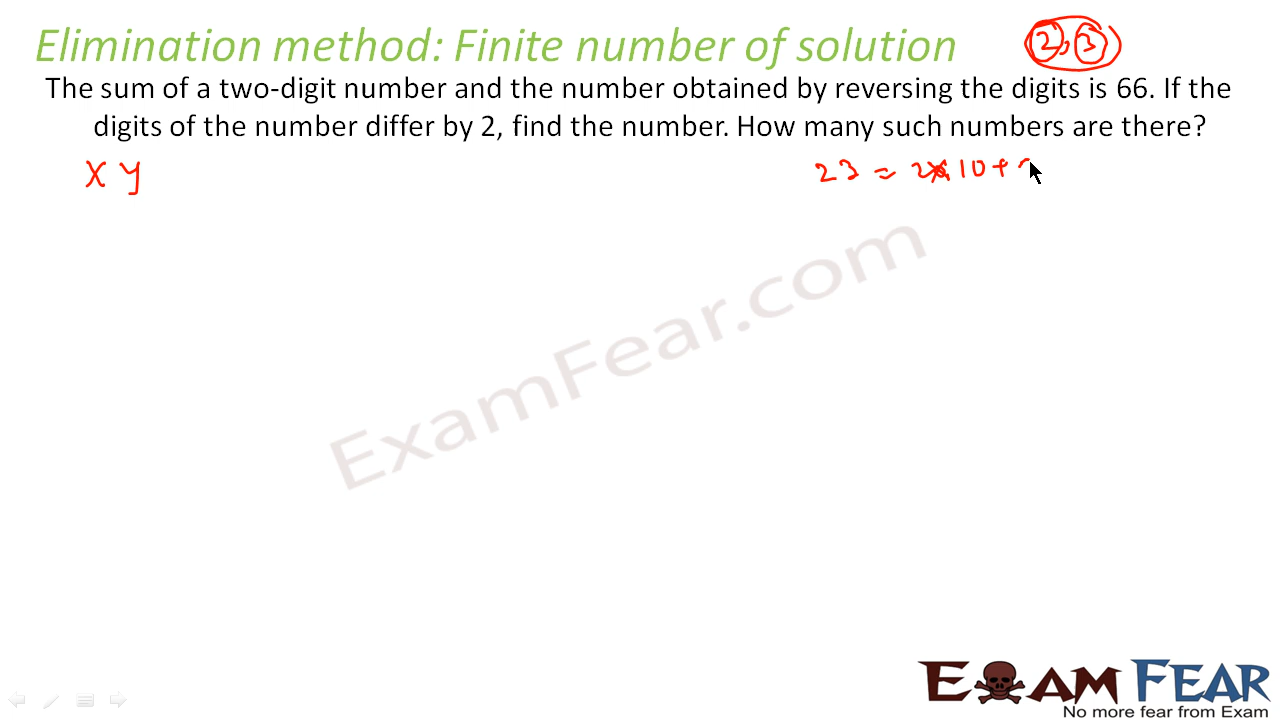 Elimination method: Finite number of solution
2, 3
The sum of a two-digit number and the number obtained by reversing the digits is 66. If the
digits of the number differ by 2, find the number. How many such numbers are there?
X Y
23 = 2x10+
ExamFear.com
EXAM FEAR
No more fear from Exam